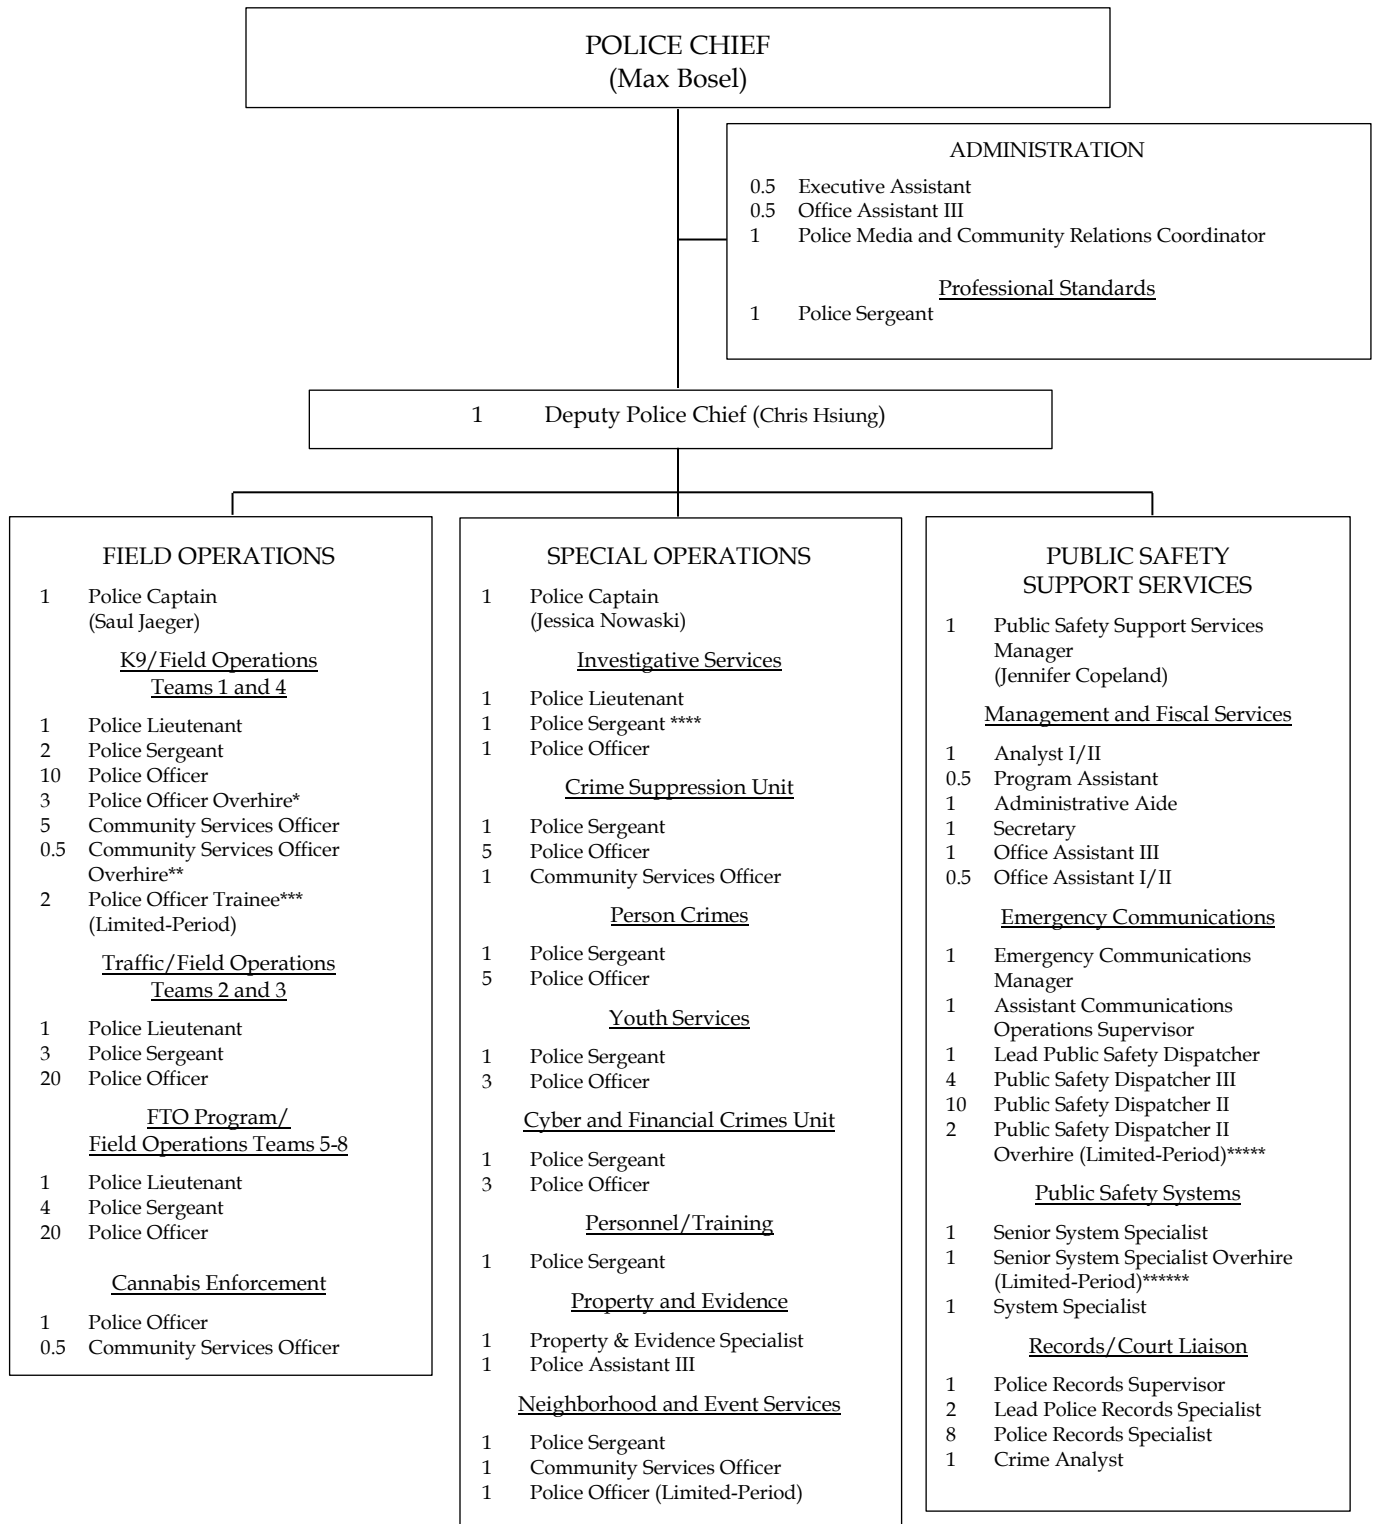 POLICE CHIEF
(Max Bosel)
ADMINISTRATION
0.5 Executive Assistant
0.5 Office Assistant III
1 Police Media and Community Relations Coordinator
Professional Standards
1 Police Sergeant
1 Deputy Police Chief (Chris Hsiung)
FIELD OPERATIONS
1 Police Captain
(Saul Jaeger)
K9/Field Operations
Teams 1 and 4
1 Police Lieutenant
2 Police Sergeant
10 Police Officer
3 Police Officer Overhire*
5 Community Services Officer
0.5 Community Services Officer
Overhire**
2 Police Officer Trainee***
(Limited-Period)
Traffic/Field Operations
Teams 2 and 3
1 Police Lieutenant
3 Police Sergeant
20 Police Officer
FTO Program/
Field Operations Teams 5-8
1 Police Lieutenant
4 Police Sergeant
20 Police Officer
Cannabis Enforcement
1 Police Officer
0.5 Community Services Officer
SPECIAL OPERATIONS
1 Police Captain
(Jessica Nowaski)
Investigative Services
1 Police Lieutenant
1 Police Sergeant ****
1 Police Officer
Crime Suppression Unit
1 Police Sergeant
5 Police Officer
1 Community Services Officer
Person Crimes
1 Police Sergeant
5 Police Officer
Youth Services
1 Police Sergeant
3 Police Officer
Cyber and Financial Crimes Unit
1 Police Sergeant
3 Police Officer
Personnel/Training
1 Police Sergeant
Property and Evidence
1 Property & Evidence Specialist
1 Police Assistant III
Neighborhood and Event Services
1 Police Sergeant
1 Community Services Officer
1 Police Officer (Limited-Period)
PUBLIC SAFETY
SUPPORT SERVICES
1 Public Safety Support Services
Manager
(Jennifer Copeland)
Management and Fiscal Services
1 Analyst I/II
0.5 Program Assistant
1 Administrative Aide
1 Secretary
1 Office Assistant III
0.5 Office Assistant I/II
Emergency Communications
1 Emergency Communications
Manager
1 Assistant Communications
Operations Supervisor
1 Lead Public Safety Dispatcher
4 Public Safety Dispatcher III
10 Public Safety Dispatcher II
2 Public Safety Dispatcher II
Overhire (Limited-Period)*****
Public Safety Systems
1 Senior System Specialist
1 Senior System Specialist Overhire
(Limited-Period)******
1 System Specialist
Records/Court Liaison
1 Police Records Supervisor
2 Lead Police Records Specialist
8 Police Records Specialist
1 Crime Analyst